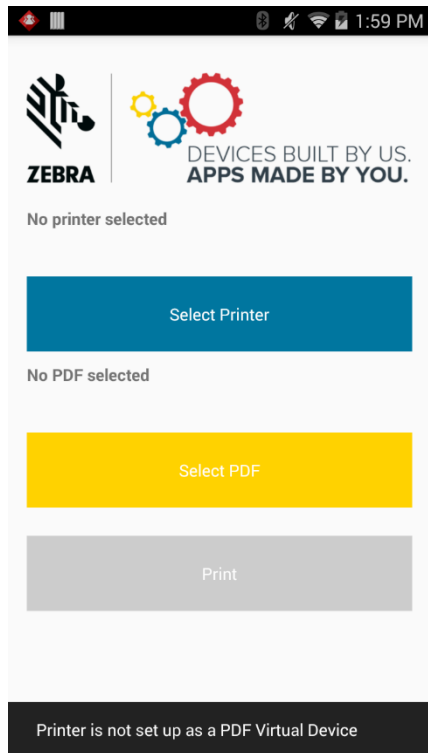 1:59 PM
DEVICES BUILT BY US.
ZEBRA APPS MADE BY YOU.
No printer selected
Select Printer
No PDF selected
Select PDF
Print
Printer is not set up as a PDF Virtual Device